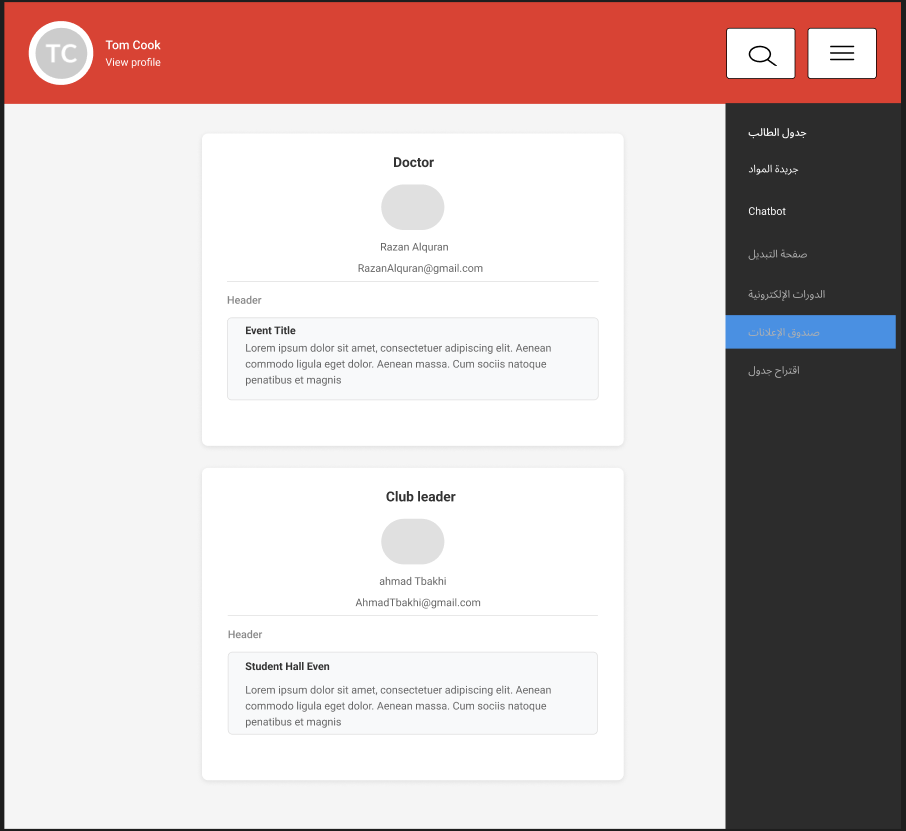 TC
Tom Cook
View profile
Doctor
Razan Alquran
RazanAlquran@gmail.com
Header
Event Title
Lorem ipsum dolor sit amet, consectetuer adipiscing elit. Aenean
commodo ligula eget dolor. Aenean massa. Cum sociis natoque
penatibus et magnis
Club leader
ahmad Tbakhi
AhmadTbakhi@gmail.com
Header
Student Hall Even
Lorem ipsum dolor sit amet, consectetuer adipiscing elit. Aenean
commodo ligula eget dolor. Aenean massa. Cum sociis natoque
penatibus et magnis
جدول الطالب
جريدة المواد
Chatbot
صفحة التبديل
الدورات الإلكترونية
صندوق الإعلانات
اقتراح جدول